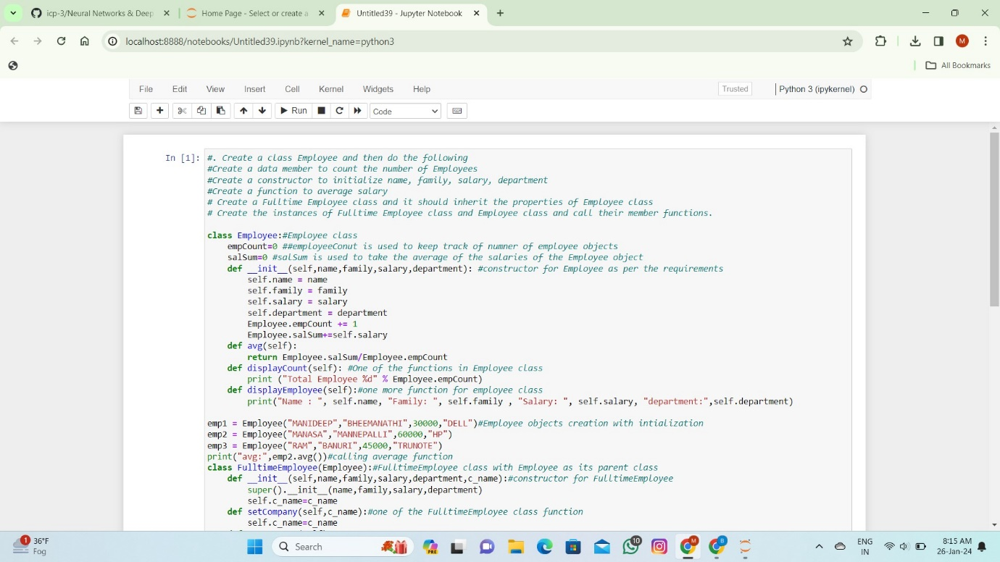 icp-3/Neural Networks & Deep
Home Page - Select or create a
Untitled39 - Jupyter Notebook
localhost:8888/notebooks/Untitled39.ipynb?kernel_name=python3
M
All Bookmarks
File Edit View Insert Cell Kernel Widgets Help
Trusted
Python 3 (ipykernel)
Run
Code
In [1]:
#. Create a class Employee and then do the following
#Create a data member to count the number of Employees
#Create a constructor to initialize name, family, salary, department
#Create a function to average salary
# Create a Fulltime Employee class and it should inherit the properties of Employee class
# Create the instances of Fulltime Employee class and Employee class and call their member functions.
class Employee:#Employee class
empCount=0 ##employeeConut is used to keep track of numner of employee objects
salSum=0 #salSum is used to take the average of the salaries of the Employee object
def __init__(self,name,family,salary,department): #constructor for Employee as per the requirements
self.name = name
self.family = family
self.salary = salary
self.department = department
Employee.empCount += 1
Employee.salSum+=self.salary
def avg(self):
return Employee.salSum/Employee.empCount
def displayCount(self): #One of the functions in Employee class
print ("Total Employee %d" % Employee.empCount)
def displayEmployee(self):#one more function for employee class
print("Name : ", self.name, "Family: ", self.family , "Salary: ", self.salary, "department:",self.department)
emp1 = Employee("MANIDEEP","BHEEMANATHI",30000,"DELL")#Employee objects creation with intialization
emp2 = Employee("MANASA","MANNEPALLI",60000,"HP")
emp3 = Employee("RAM","BANURI",45000,"TRUNOTE")
print("avg:",emp2.avg())#calling average function
class FulltimeEmployee(Employee):#FulltimeEmployee class with Employee as its parent class
def __init__(self,name,family,salary,department,c_name):#constructor for FulltimeEmployee
super().__init__(name,family,salary,department)
self.c_name=c_name
def setCompany(self,c_name):#one of the FulltimeEmployee class function
self.c_name=c_name
1
36°F
Fog
Search
PRE
10
M
B
ENG
IN
8:15 AM
26-Jan-24